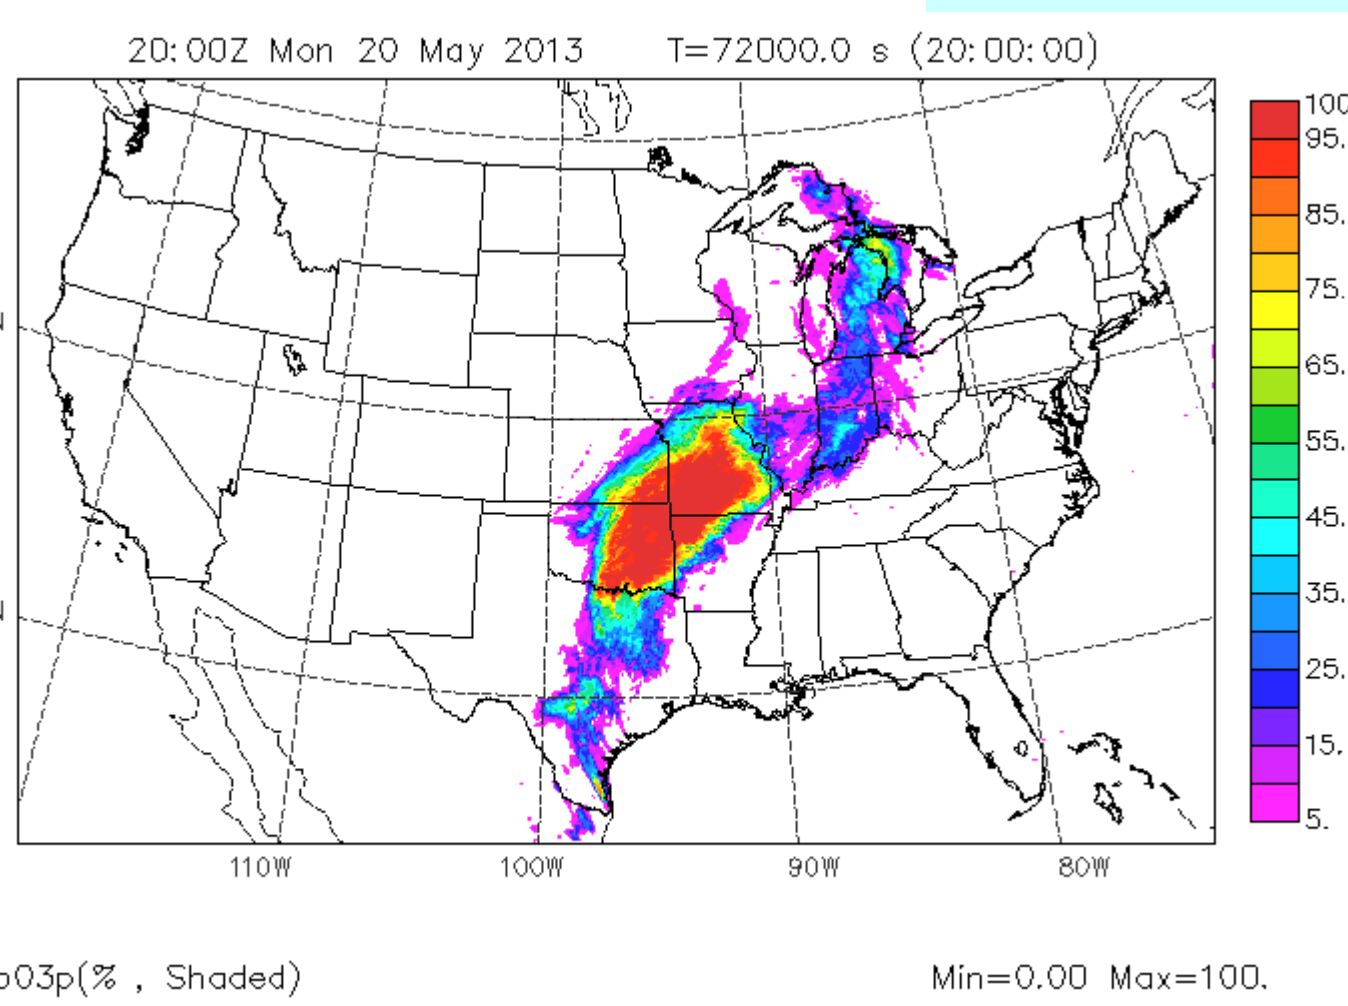 20:00Z Mon 20 May 2013 T=72000.0 s (20:00:00)
100
95.
85.
75.
65.
55.
45.
35.
25.
15.
5.
N
N
110W 100W 90W 80W
o03p(% , Shaded) Min=0.00 Max=100.